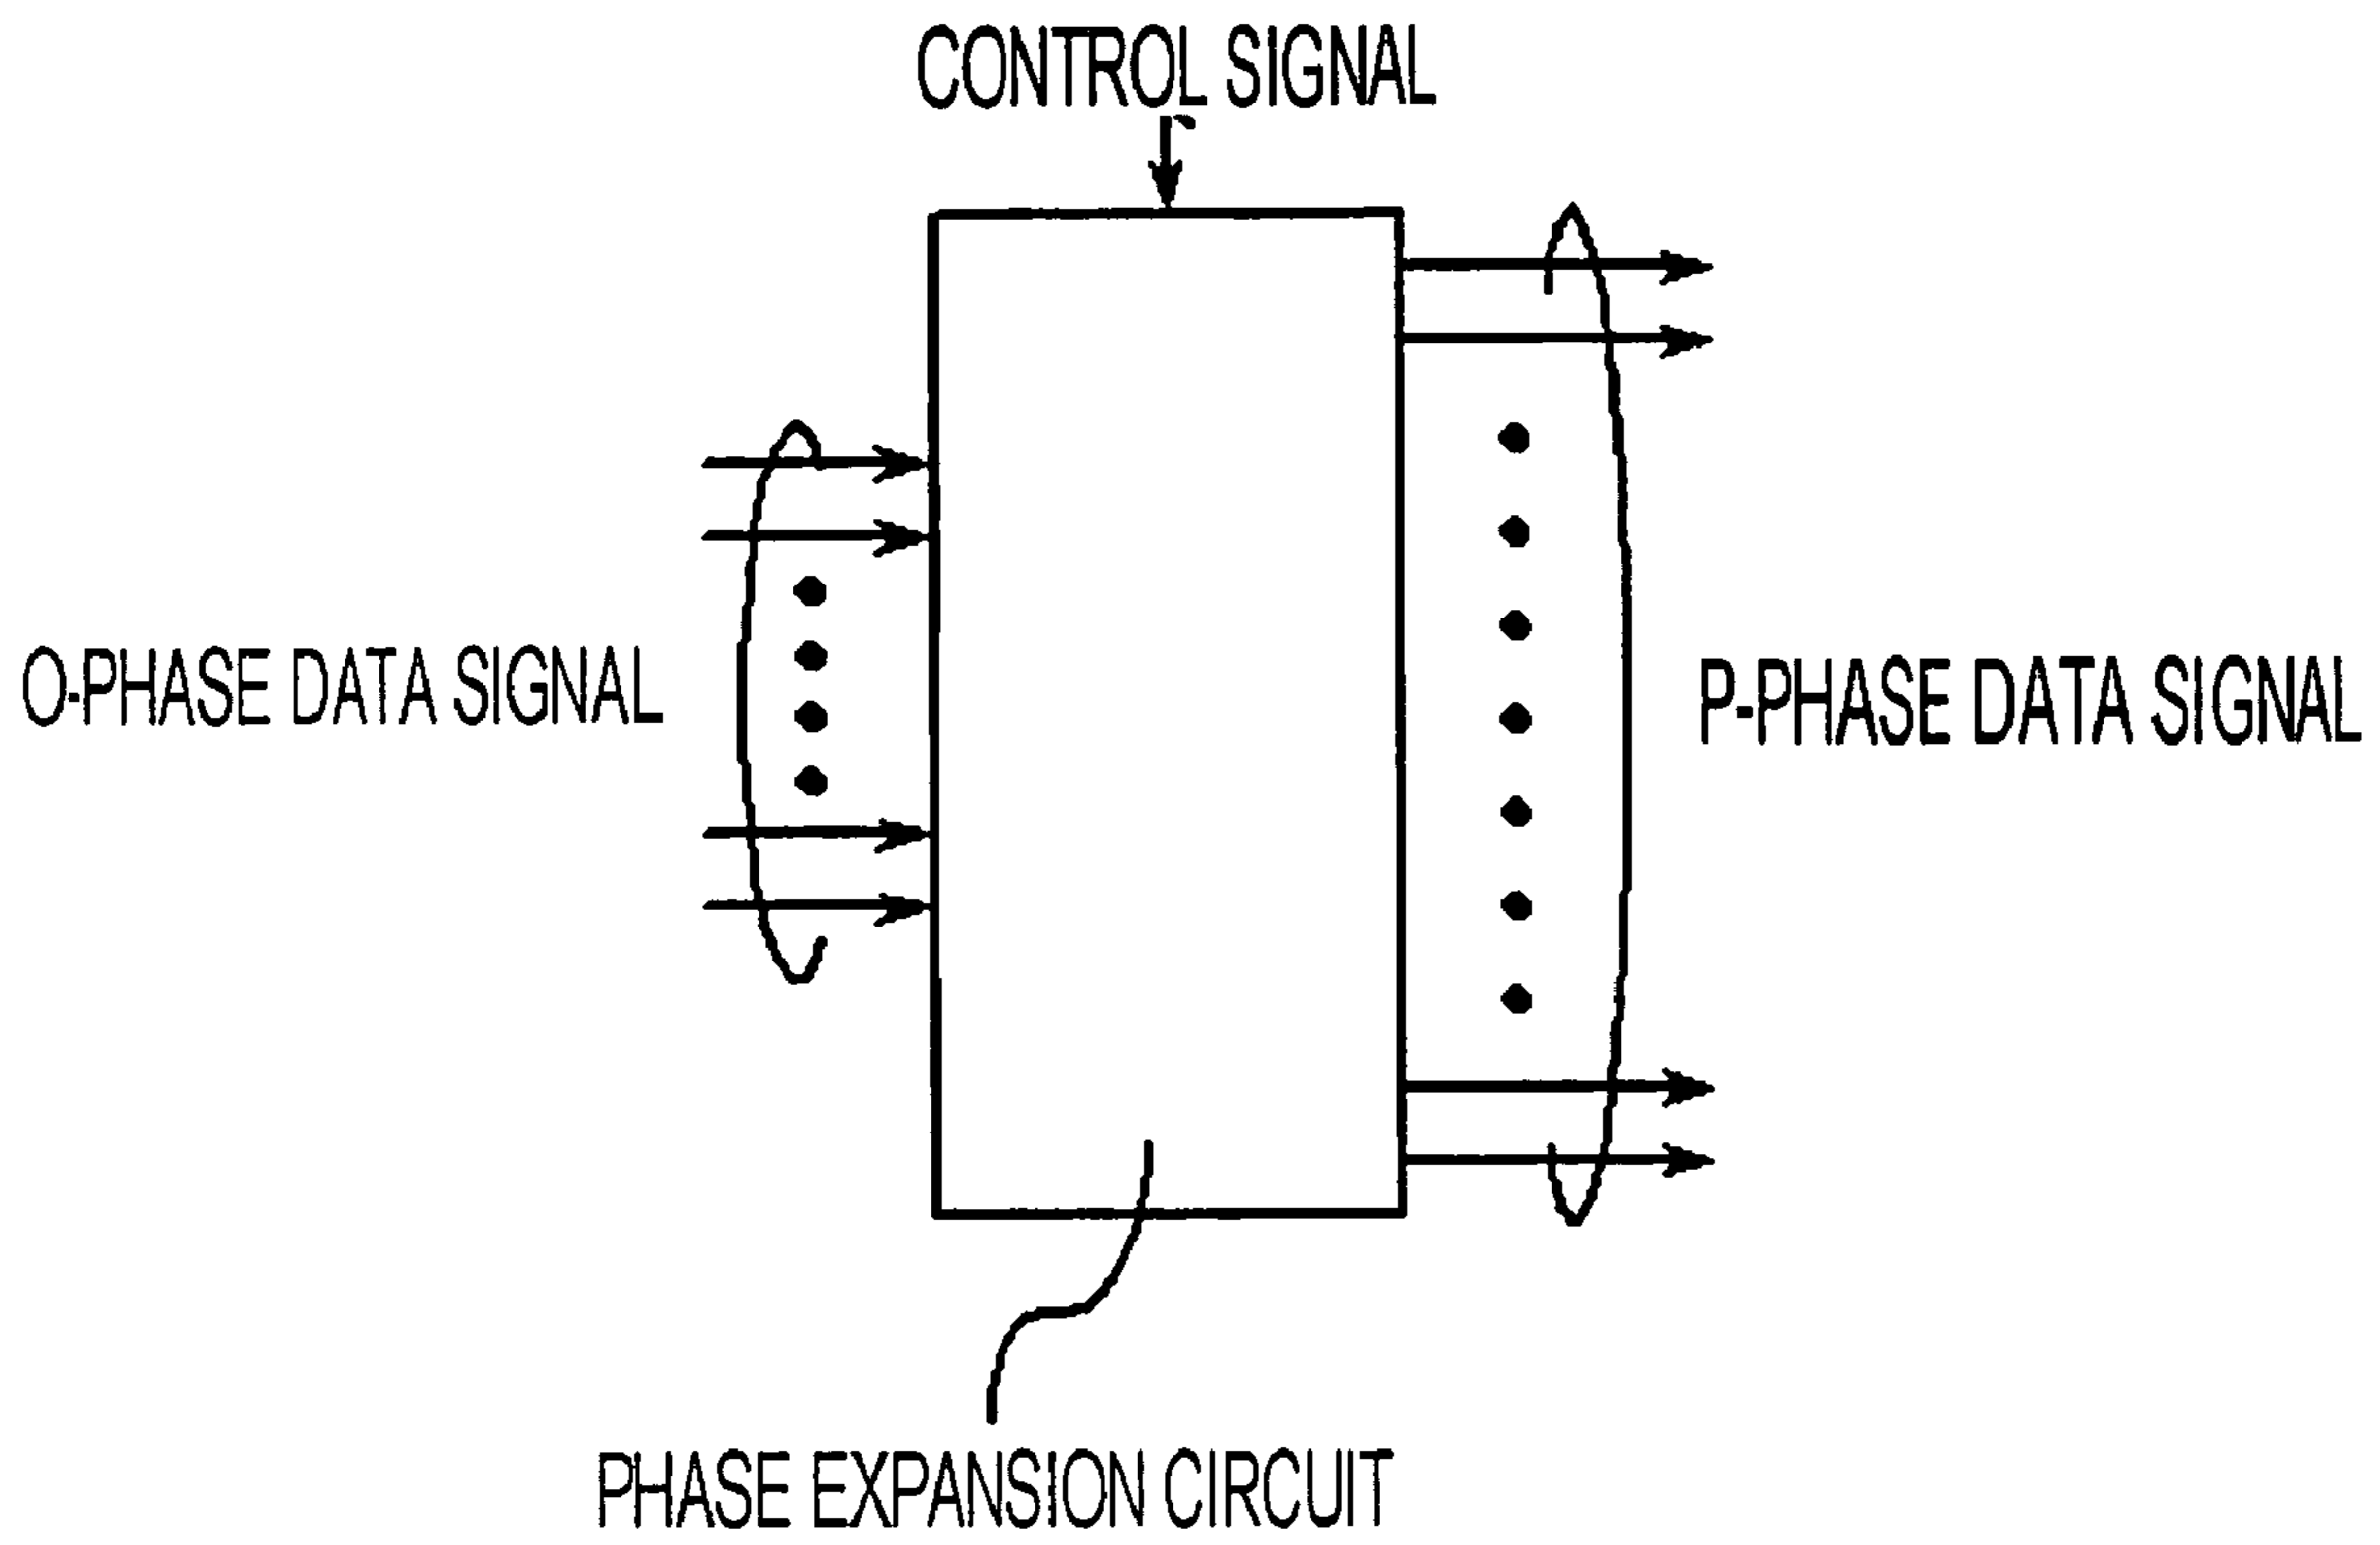 CONTROL SIGNAL
O-PHASE DATA SIGNAL
P-PHASE DATA SIGNAL
PHASE EXPANSION CIRCUIT